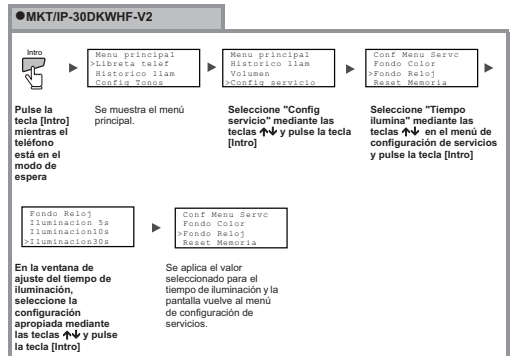 ●MKT/IP-30DKWHF-V2
Intro
Menu principal
>Libreta telef
Historico llam
Config Tonos
Menu principal
Historico llam
Volumen
>Config servicio
Conf Menu Servc
Fondo Color
>Fondo Reloj
Reset Memoria
Pulse la
tecla [Intro]
mientras el
teléfono
está en el
modo de
espera
Se muestra el menú
principal.
Seleccione "Config
servicio" mediante las
teclas ↑↓ y pulse la tecla
[Intro]
Seleccione "Tiempo
ilumina" mediante las
teclas ↑↓ en el menú de
configuración de servicios
y pulse la tecla [Intro]
Fondo Reloj
Iluminacion 5s
Iluminacion10s
>Iluminacion30s
Conf Menu Servc
Fondo Color
>Fondo Reloj
Reset Memoria
En la ventana de
ajuste del tiempo de
iluminación,
seleccione la
configuración
apropiada mediante
las teclas ↑↓ y pulse
la tecla [Intro]
Se aplica el valor
seleccionado para el
tiempo de iluminación y la
pantalla vuelve al menú
de configuración de
servicios.